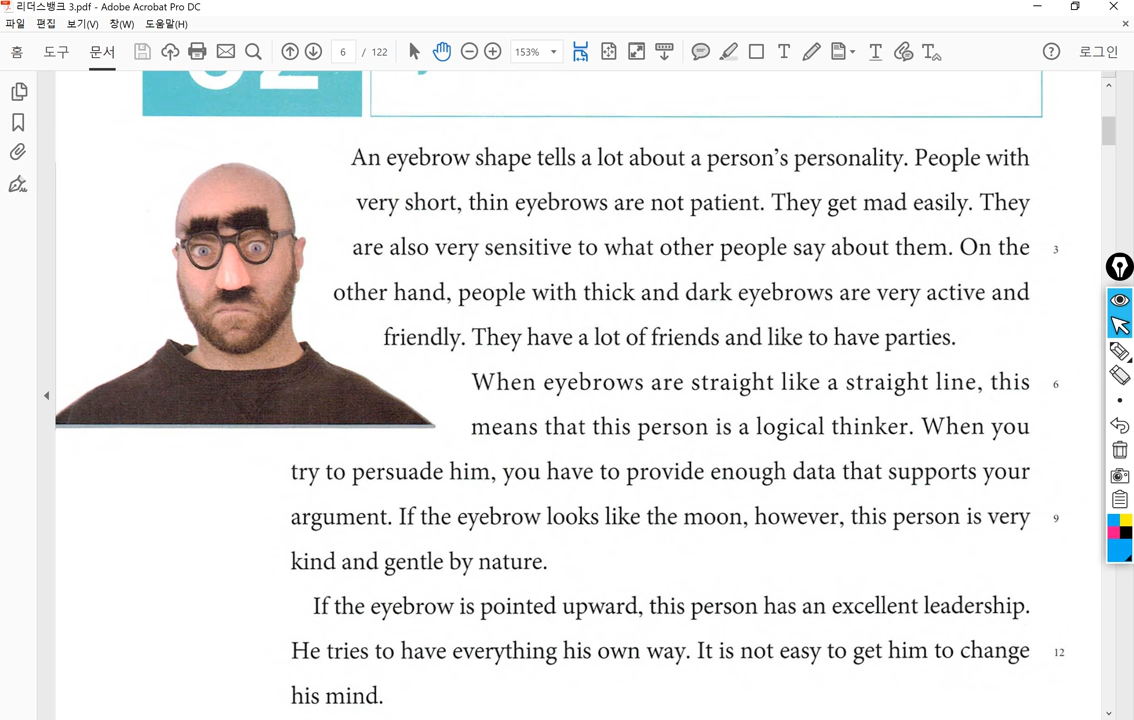 리더스뱅크 3.pdf - Adobe Acrobat Pro DC
파일 편집 보기(V) 창(W) 도움말(H)
홈 도구 문서 6 / 122 153% 로그인
02
An eyebrow shape tells a lot about a person's personality. People with
very short, thin eyebrows are not patient. They get mad easily. They
are also very sensitive to what other people say about them. On the 3
other hand, people with thick and dark eyebrows are very active and
friendly. They have a lot of friends and like to have parties.
When eyebrows are straight like a straight line, this 6
means that this person is a logical thinker. When you
try to persuade him, you have to provide enough data that supports your
argument. If the eyebrow looks like the moon, however, this person is very 9
kind and gentle by nature.
If the eyebrow is pointed upward, this person has an excellent leadership.
He tries to have everything his own way. It is not easy to get him to change 12
his mind.